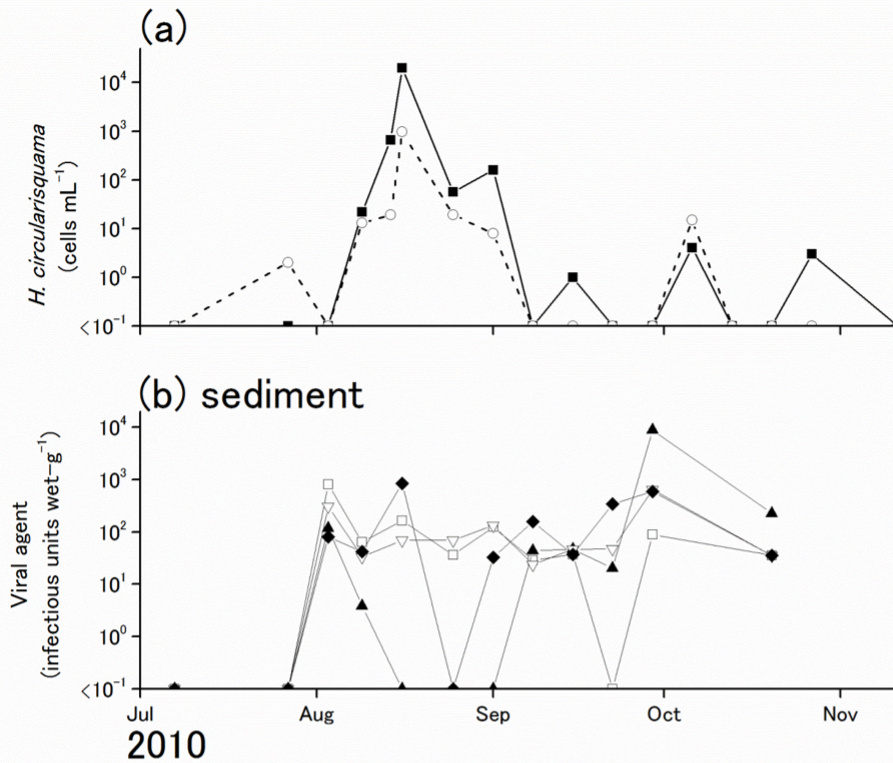 (a)
H. circularisquama
(cells mL⁻¹)
10⁴
10³
10²
10¹
10⁰
<10⁻¹
(b) sediment
Viral agent
(infectious units wet-g⁻¹)
10⁴
10³
10²
10¹
10⁰
<10⁻¹
Jul Aug Sep Oct Nov
2010